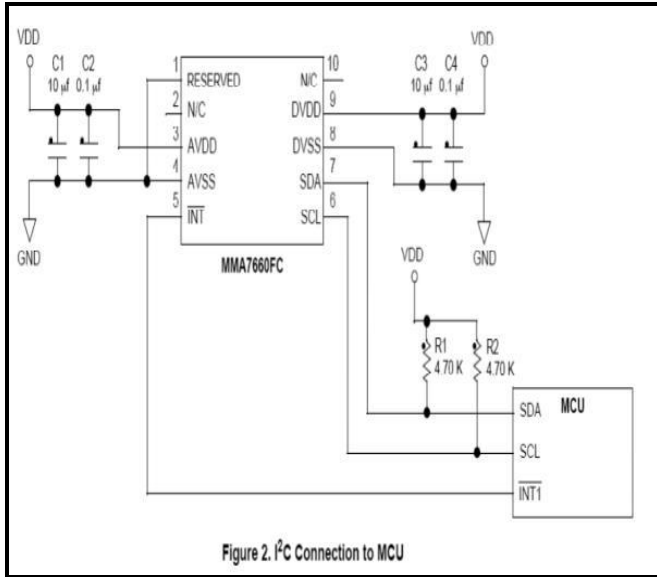 VDD
C1 C2
10 µf 0.1 µf
GND
1 RESERVED
2 N/C
3 AVDD
4 AVSS
5 INT
10 N/C
9 DVDD
8 DVSS
7 SDA
6 SCL
MMA7660FC
C3 C4
10 µf 0.1 µf
VDD
GND
VDD
R1
4.70 K
R2
4.70 K
MCU
SDA
SCL
INT1
Figure 2. I²C Connection to MCU